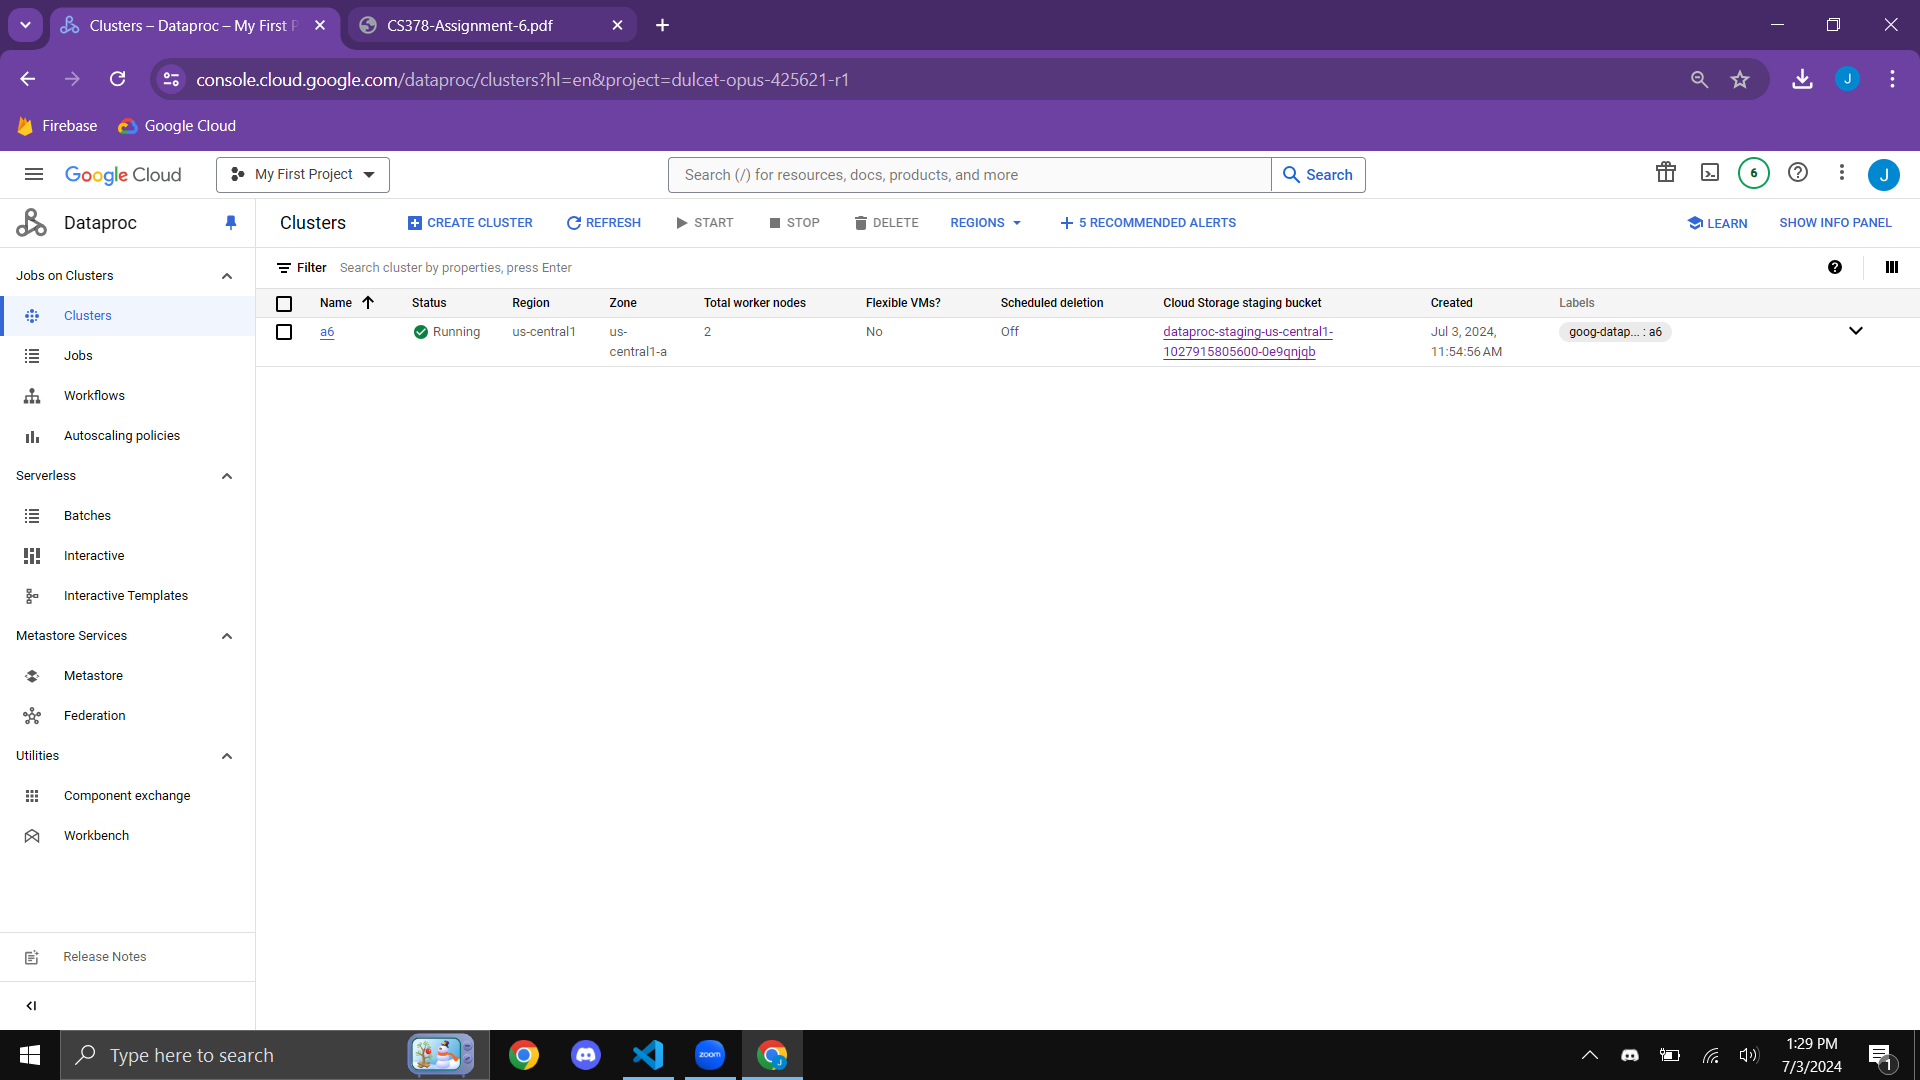 Clusters – Dataproc – My First P
CS378-Assignment-6.pdf
console.cloud.google.com/dataproc/clusters?hl=en&project=dulcet-opus-425621-r1
J
Firebase
Google Cloud
Google Cloud
My First Project
Search (/) for resources, docs, products, and more
Search
6
J
Dataproc
Clusters
CREATE CLUSTER
REFRESH
START
STOP
DELETE
REGIONS
5 RECOMMENDED ALERTS
LEARN
SHOW INFO PANEL
Jobs on Clusters
Clusters
Jobs
Workflows
Autoscaling policies
Serverless
Batches
Interactive
Interactive Templates
Metastore Services
Metastore
Federation
Utilities
Component exchange
Workbench
Release Notes
Filter
Search cluster by properties, press Enter
Name
Status
Region
Zone
Total worker nodes
Flexible VMs?
Scheduled deletion
Cloud Storage staging bucket
Created
Labels
a6
Running
us-central1
us-
central1-a
2
No
Off
dataproc-staging-us-central1-
1027915805600-0e9qnjqb
Jul 3, 2024,
11:54:56 AM
goog-datap... : a6
Type here to search
zoom
J
1:29 PM
7/3/2024
1